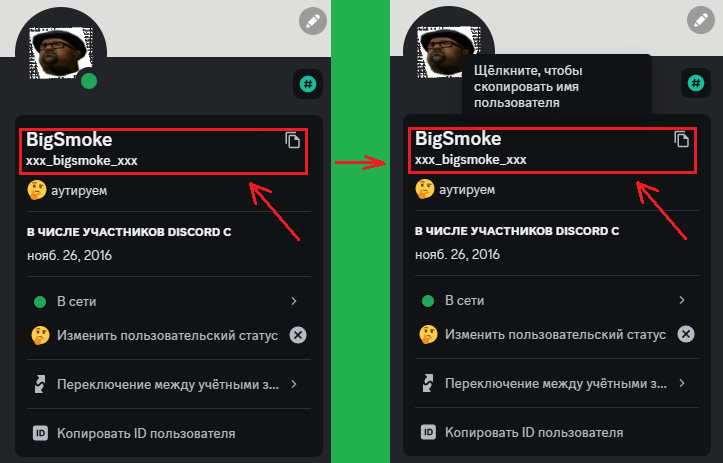 BigSmoke
xxx_bigsmoke_xxx
аутируем
В ЧИСЛЕ УЧАСТНИКОВ DISCORD С
нояб. 26, 2016
В сети
Изменить пользовательский статус
Переключение между учётными з...
ID
Копировать ID пользователя
Щёлкните, чтобы
скопировать имя
пользователя
BigSmoke
xxx_bigsmoke_xxx
аутируем
В ЧИСЛЕ УЧАСТНИКОВ DISCORD С
нояб. 26, 2016
В сети
Изменить пользовательский статус
Переключение между учётными з...
ID
Копировать ID пользователя